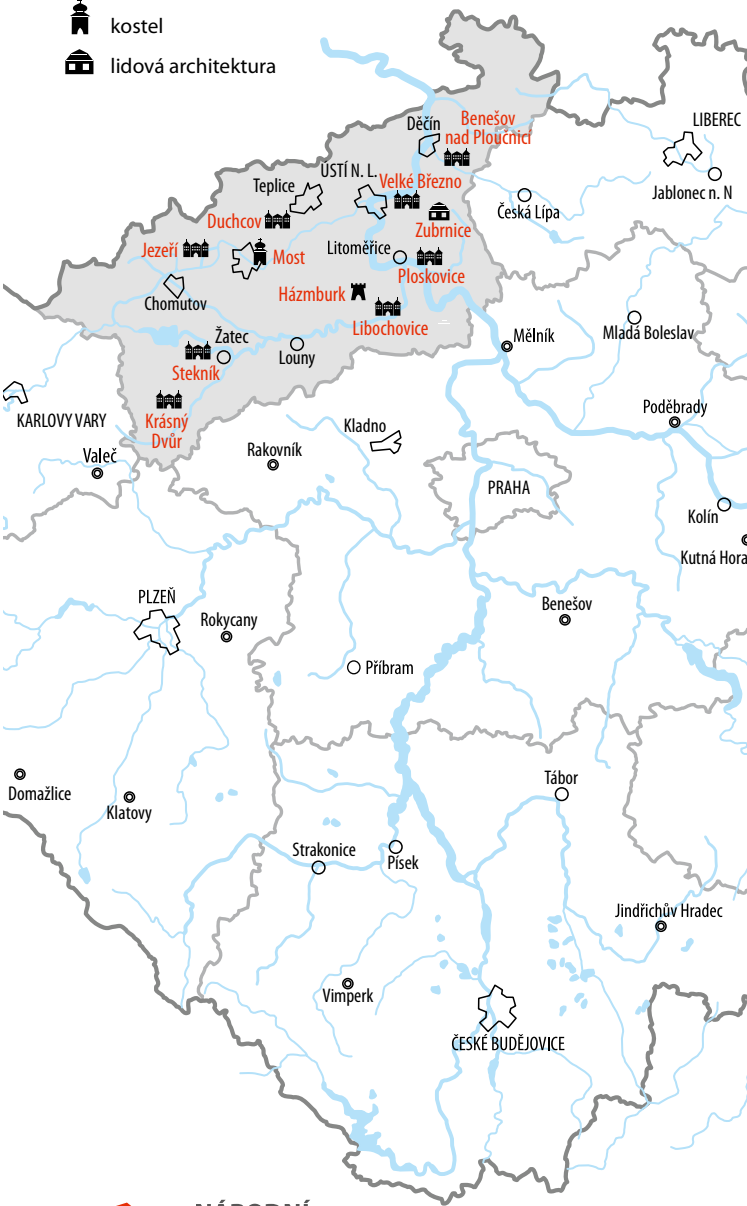 kostel
lidová architektura
Děčín
Benešov
nad Ploučnicí
LIBEREC
ÚSTÍ N. L.
Teplice
Velké Březno
Jablonec n. N
Česká Lípa
Duchcov
Zubrnice
Jezeří
Most
Litoměřice
Ploskovice
Házmburk
Chomutov
Libochovice
Mělník
Mladá Boleslav
Žatec
Louny
Stekník
KARLOVY VARY
Krásný
Dvůr
Kladno
Poděbrady
Valeč
Rakovník
PRAHA
Kolín
Kutná Hora
PLZEŇ
Rokycany
Benešov
Příbram
Domažlice
Klatovy
Tábor
Strakonice
Písek
Jindřichův Hradec
Vimperk
ČESKÉ BUDĚJOVICE
NÁRODNÍ